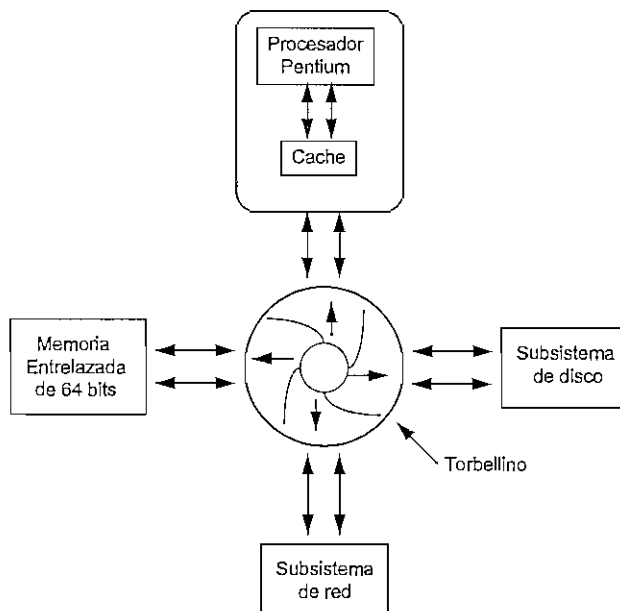 Procesador
Pentium
Cache
Memoria
Entrelazada
de 64 bits
Subsistema
de disco
Torbellino
Subsistema
de red